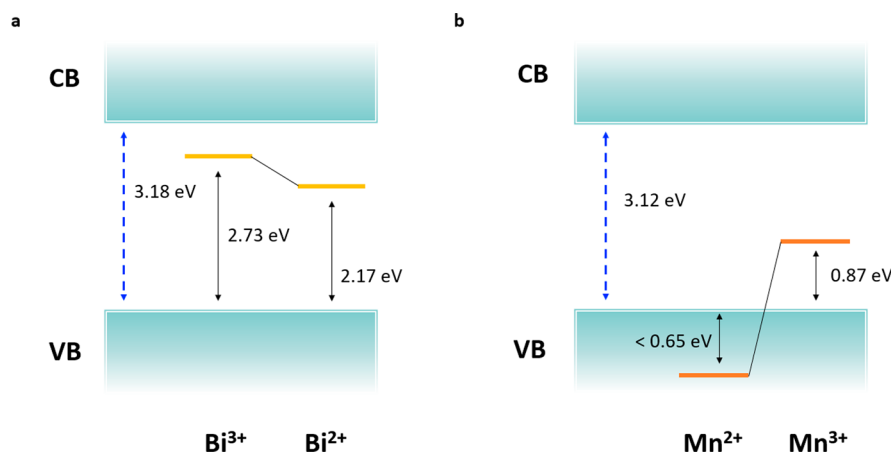 a
CB
3.18 eV
2.73 eV
2.17 eV
VB
Bi³⁺ Bi²⁺
b
CB
3.12 eV
0.87 eV
< 0.65 eV
VB
Mn²⁺ Mn³⁺